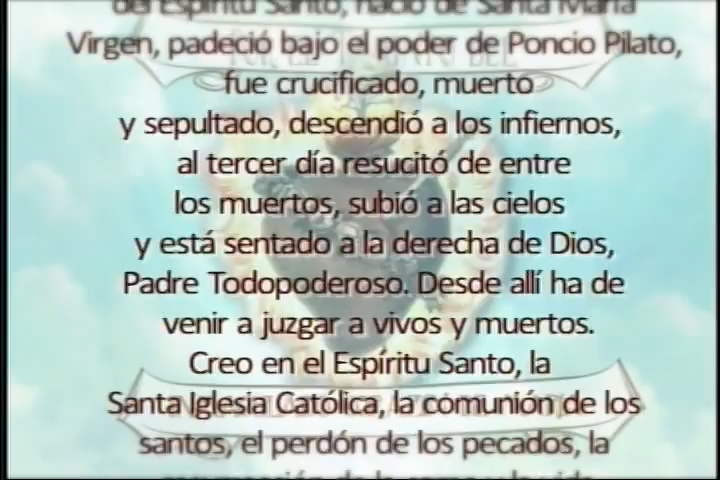 del Espíritu Santo, nació de Santa María
Virgen, padeció bajo el poder de Poncio Pilato,
fue crucificado, muerto
y sepultado, descendió a los infiernos,
al tercer día resucitó de entre
los muertos, subió a las cielos
y está sentado a la derecha de Dios,
Padre Todopoderoso. Desde allí ha de
venir a juzgar a vivos y muertos.
Creo en el Espíritu Santo, la
Santa Iglesia Católica, la comunión de los
santos, el perdón de los pecados, la